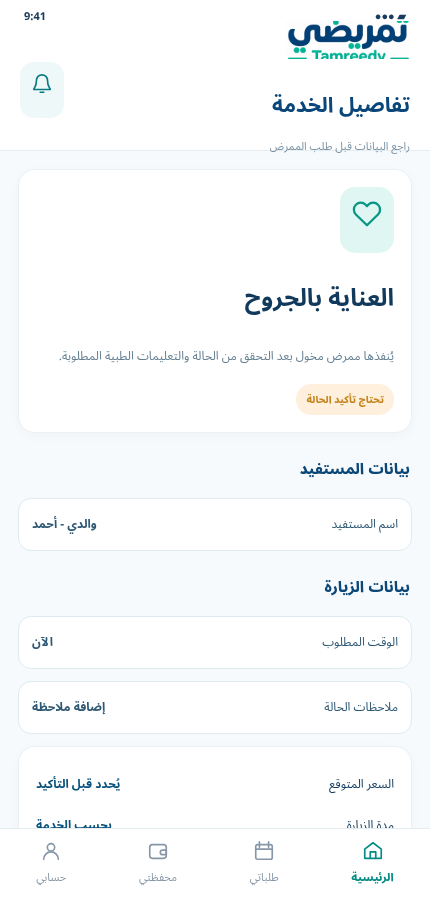 9:41
تمريضي
Tamreedy
تفاصيل الخدمة
راجع البيانات قبل طلب الممرض
العناية بالجروح
يُنفذها ممرض مخول بعد التحقق من الحالة والتعليمات الطبية المطلوبة.
تحتاج تأكيد الحالة
بيانات المستفيد
اسم المستفيد والدي - أحمد
بيانات الزيارة
الوقت المطلوب الآن
ملاحظات الحالة إضافة ملاحظة
السعر المتوقع يُحدد قبل التأكيد
مدة الزيارة بحسب الخدمة
الرئيسية طلباتي محفظتي حسابي